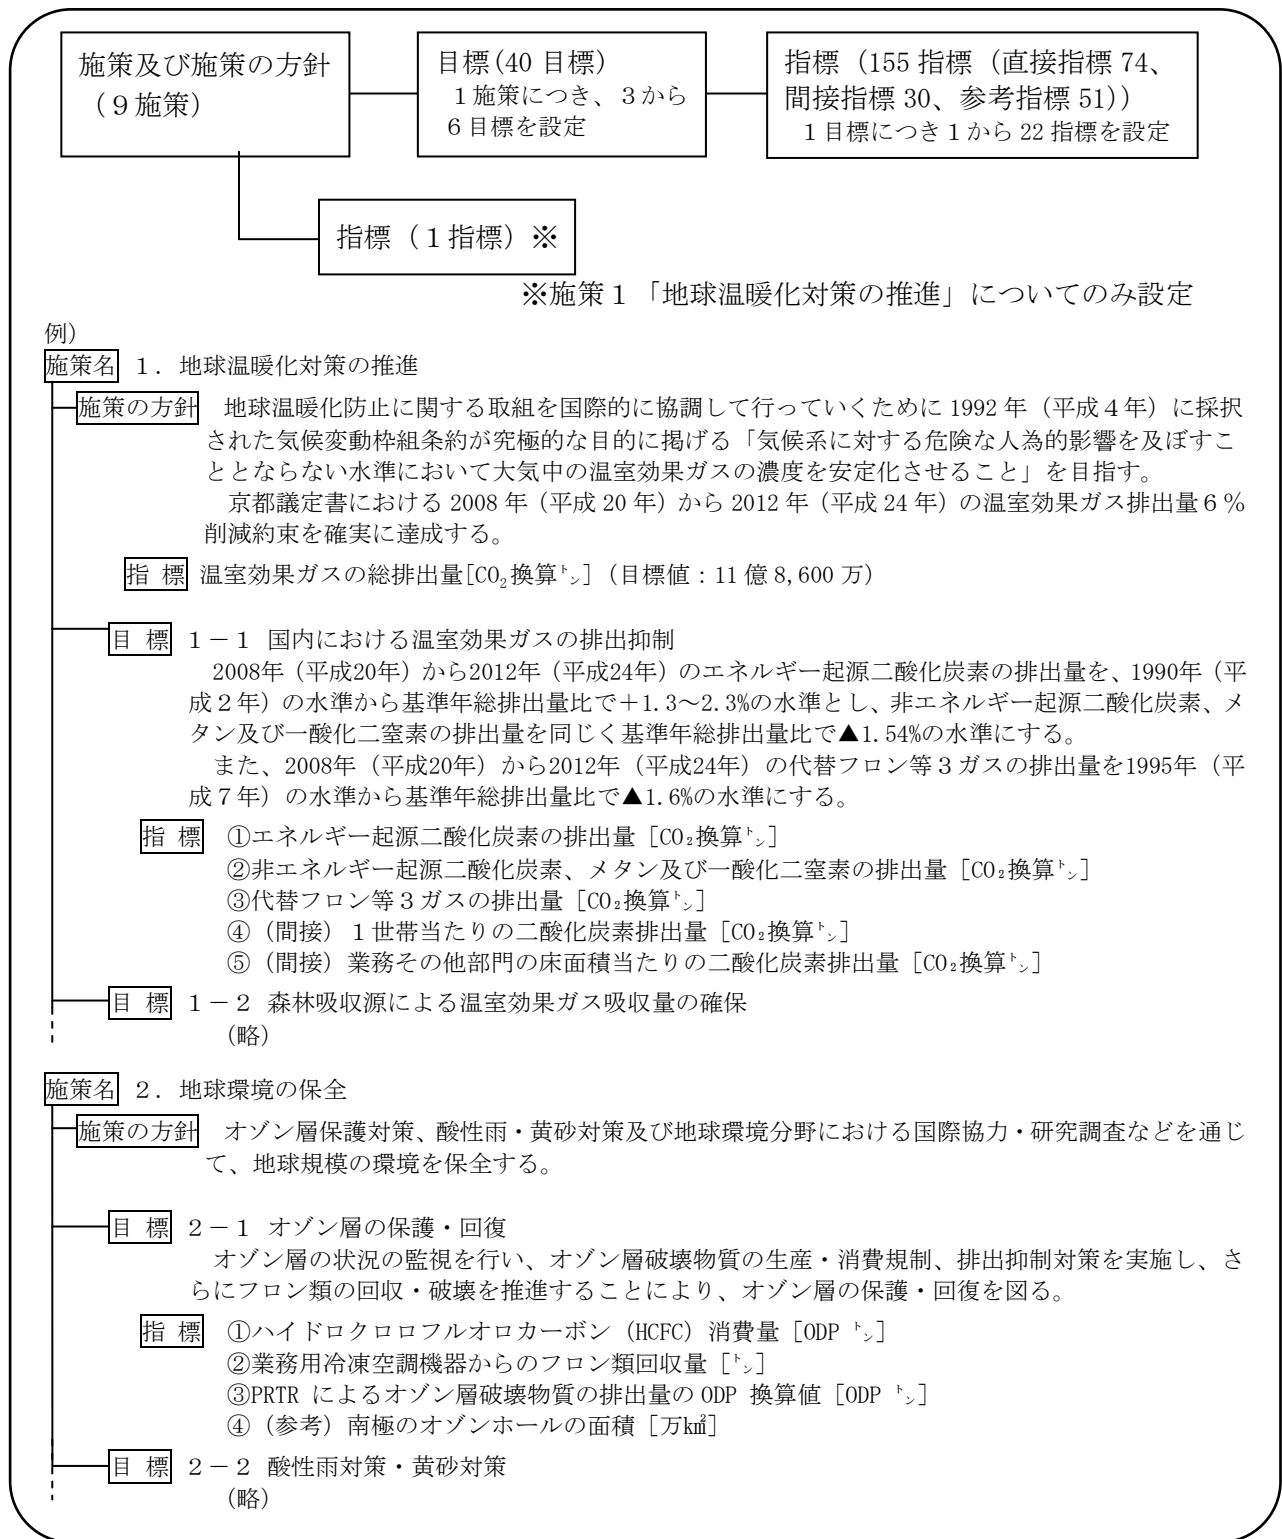 施策及び施策の方針
（９施策）
目標(40 目標)
１施策につき、３から
６目標を設定
指標（155 指標（直接指標 74、
間接指標 30、参考指標 51））
１目標につき１から 22 指標を設定
指標（１指標）※
※施策１「地球温暖化対策の推進」についてのみ設定
例）
施策名 １．地球温暖化対策の推進
施策の方針 地球温暖化防止に関する取組を国際的に協調して行っていくために 1992 年（平成４年）に採択
された気候変動枠組条約が究極的な目的に掲げる「気候系に対する危険な人為的影響を及ぼすこ
ととならない水準において大気中の温室効果ガスの濃度を安定化させること」を目指す。
京都議定書における 2008 年（平成 20 年）から 2012 年（平成 24 年）の温室効果ガス排出量６％
削減約束を確実に達成する。
指 標 温室効果ガスの総排出量[CO₂換算㌧]（目標値：11 億 8,600 万）
目 標 １－１ 国内における温室効果ガスの排出抑制
2008年（平成20年）から2012年（平成24年）のエネルギー起源二酸化炭素の排出量を、1990年（平
成２年）の水準から基準年総排出量比で＋1.3～2.3%の水準とし、非エネルギー起源二酸化炭素、メ
タン及び一酸化二窒素の排出量を同じく基準年総排出量比で▲1.54%の水準にする。
また、2008年（平成20年）から2012年（平成24年）の代替フロン等３ガスの排出量を1995年（平
成７年）の水準から基準年総排出量比で▲1.6%の水準にする。
指 標 ①エネルギー起源二酸化炭素の排出量［CO₂換算㌧］
②非エネルギー起源二酸化炭素、メタン及び一酸化二窒素の排出量［CO₂換算㌧］
③代替フロン等３ガスの排出量［CO₂換算㌧］
④（間接）１世帯当たりの二酸化炭素排出量［CO₂換算㌧］
⑤（間接）業務その他部門の床面積当たりの二酸化炭素排出量［CO₂換算㌧］
目 標 １－２ 森林吸収源による温室効果ガス吸収量の確保
（略）
施策名 ２．地球環境の保全
施策の方針 オゾン層保護対策、酸性雨・黄砂対策及び地球環境分野における国際協力・研究調査などを通じ
て、地球規模の環境を保全する。
目 標 ２－１ オゾン層の保護・回復
オゾン層の状況の監視を行い、オゾン層破壊物質の生産・消費規制、排出抑制対策を実施し、さ
らにフロン類の回収・破壊を推進することにより、オゾン層の保護・回復を図る。
指 標 ①ハイドロクロロフルオロカーボン（HCFC）消費量［ODP ㌧］
②業務用冷凍空調機器からのフロン類回収量［㌧］
③PRTR によるオゾン層破壊物質の排出量の ODP 換算値［ODP ㌧］
④（参考）南極のオゾンホールの面積［万㎢］
目 標 ２－２ 酸性雨対策・黄砂対策
（略）